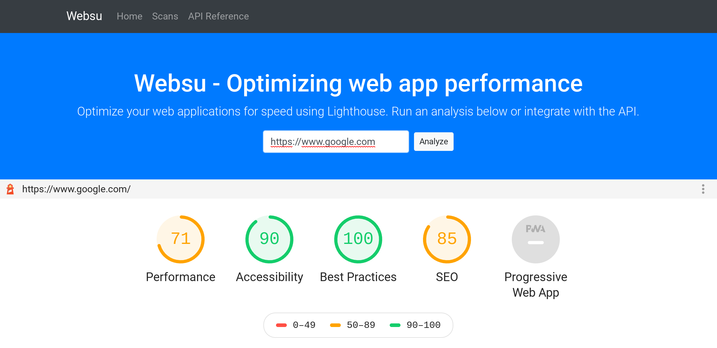 Websu Home Scans API Reference
Websu - Optimizing web app performance
Optimize your web applications for speed using Lighthouse. Run an analysis below or integrate with the API.
https://www.google.com Analyze
https://www.google.com/
71 90 100 85 PWA
Performance Accessibility Best Practices SEO Progressive
Web App
0–49 50–89 90–100